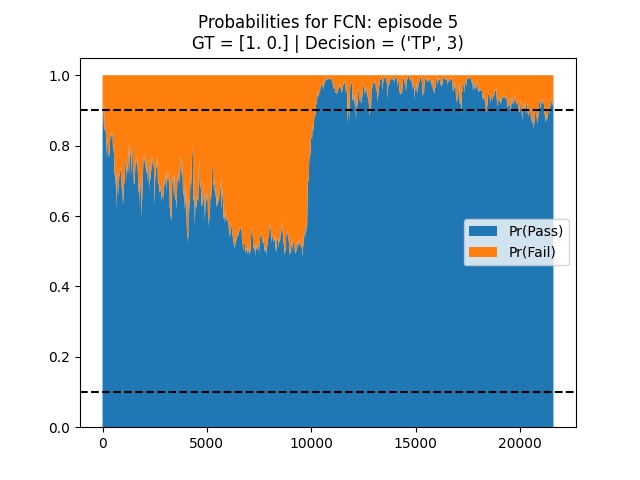 Probabilities for FCN: episode 5
GT = [1. 0.] | Decision = ('TP', 3)
1.0
0.8
0.6
0.4
0.2
0.0
Pr(Pass)
Pr(Fail)
0
5000
10000
15000
20000